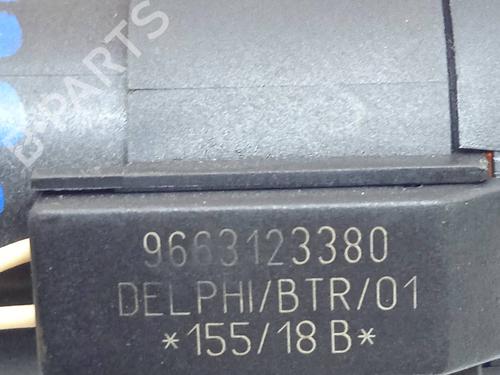 B-PARTS
9663123380
DELPHI/BTR/01
*155/18 B*